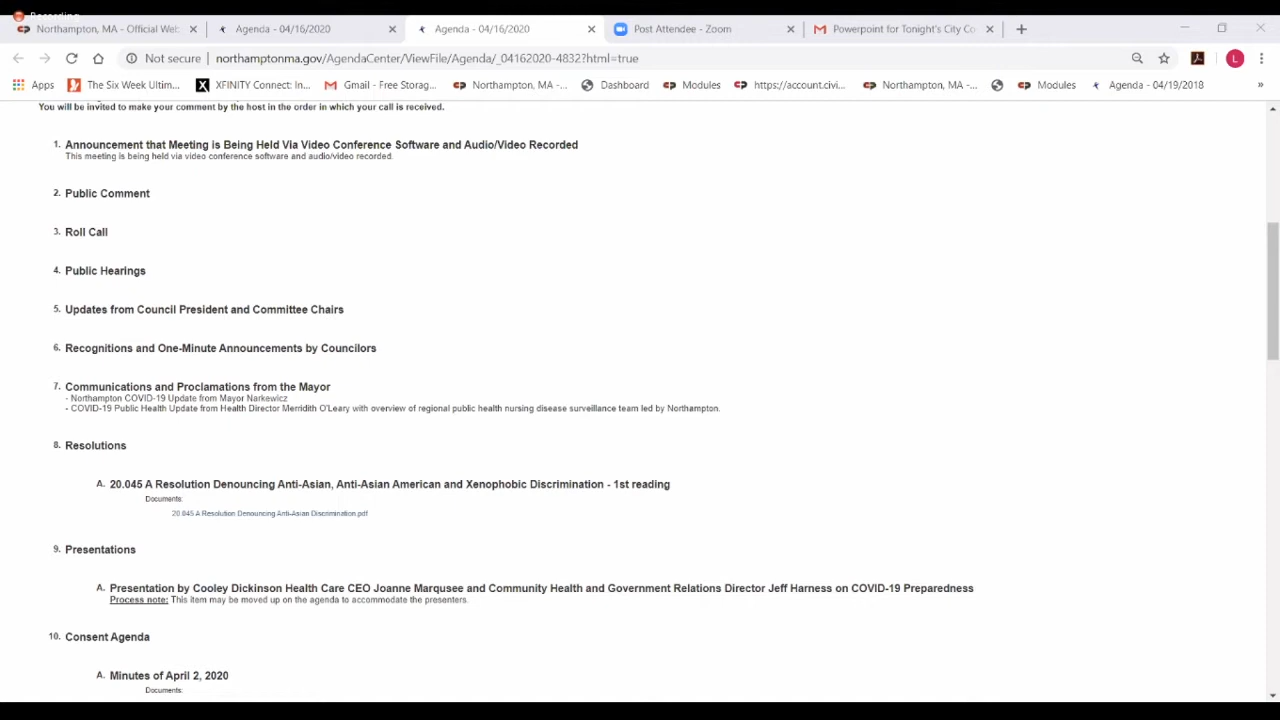 Recording
Northampton, MA - Official Web
Agenda - 04/16/2020
Agenda - 04/16/2020
Post Attendee - Zoom
Powerpoint for Tonight's City Co
Not secure
northamptonma.gov/AgendaCenter/ViewFile/Agenda/_04162020-4832?html=true
L
Apps
The Six Week Ultim...
XFINITY Connect: In...
Gmail - Free Storag...
Northampton, MA -...
Dashboard
Modules
https://account.civi...
Northampton, MA -...
Modules
Agenda - 04/19/2018
»
You will be invited to make your comment by the host in the order in which your call is received.
1. Announcement that Meeting is Being Held Via Video Conference Software and Audio/Video Recorded
This meeting is being held via video conference software and audio/video recorded.
2. Public Comment
3. Roll Call
4. Public Hearings
5. Updates from Council President and Committee Chairs
6. Recognitions and One-Minute Announcements by Councilors
7. Communications and Proclamations from the Mayor
- Northampton COVID-19 Update from Mayor Narkewicz
- COVID-19 Public Health Update from Health Director Merridith O'Leary with overview of regional public health nursing disease surveillance team led by Northampton.
8. Resolutions
A. 20.045 A Resolution Denouncing Anti-Asian, Anti-Asian American and Xenophobic Discrimination - 1st reading
Documents:
20.045 A Resolution Denouncing Anti-Asian Discrimination.pdf
9. Presentations
A. Presentation by Cooley Dickinson Health Care CEO Joanne Marqusee and Community Health and Government Relations Director Jeff Harness on COVID-19 Preparedness
Process note: This item may be moved up on the agenda to accommodate the presenters.
10. Consent Agenda
A. Minutes of April 2, 2020
Documents: